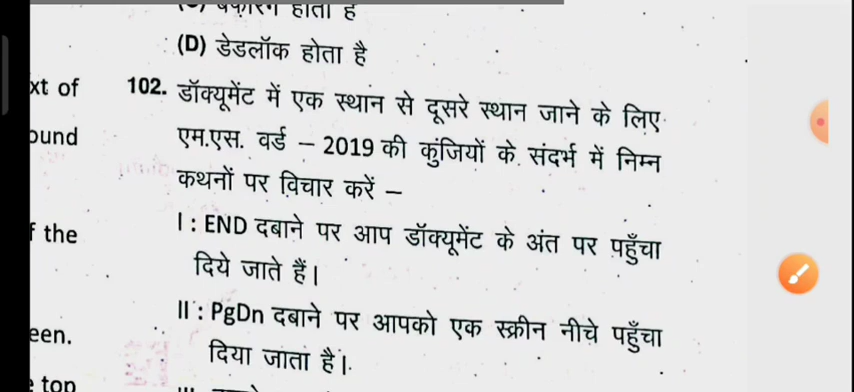 (C) बफरिंग होता है
(D) डेडलॉक होता है
xt of
102. डॉक्यूमेंट में एक स्थान से दूसरे स्थान जाने के लिए
ound
एम.एस. वर्ड – 2019 की कुंजियों के संदर्भ में निम्न
कथनों पर विचार करें –
f the
I : END दबाने पर आप डॉक्यूमेंट के अंत पर पहुँचा
दिये जाते हैं।
II : PgDn दबाने पर आपको एक स्क्रीन नीचे पहुँचा
een.
दिया जाता है।
e top